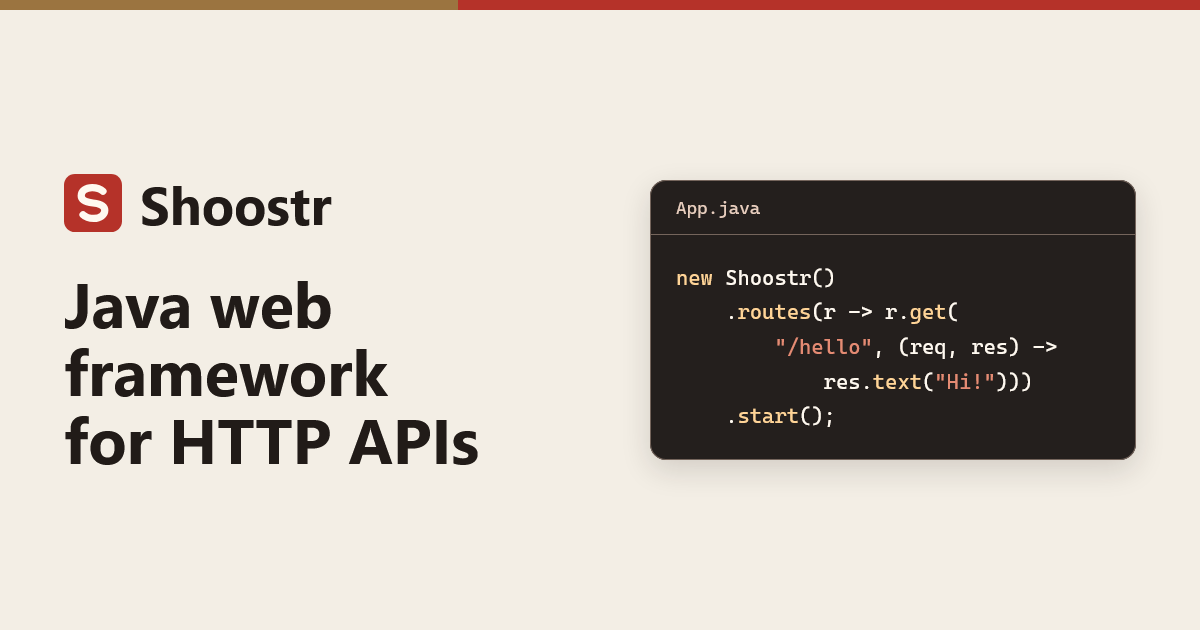 S Shoostr
Java web
framework
for HTTP APIs
App.java
new Shoostr()
    .routes(r -> r.get(
        "/hello", (req, res) ->
            res.text("Hi!")))
    .start();